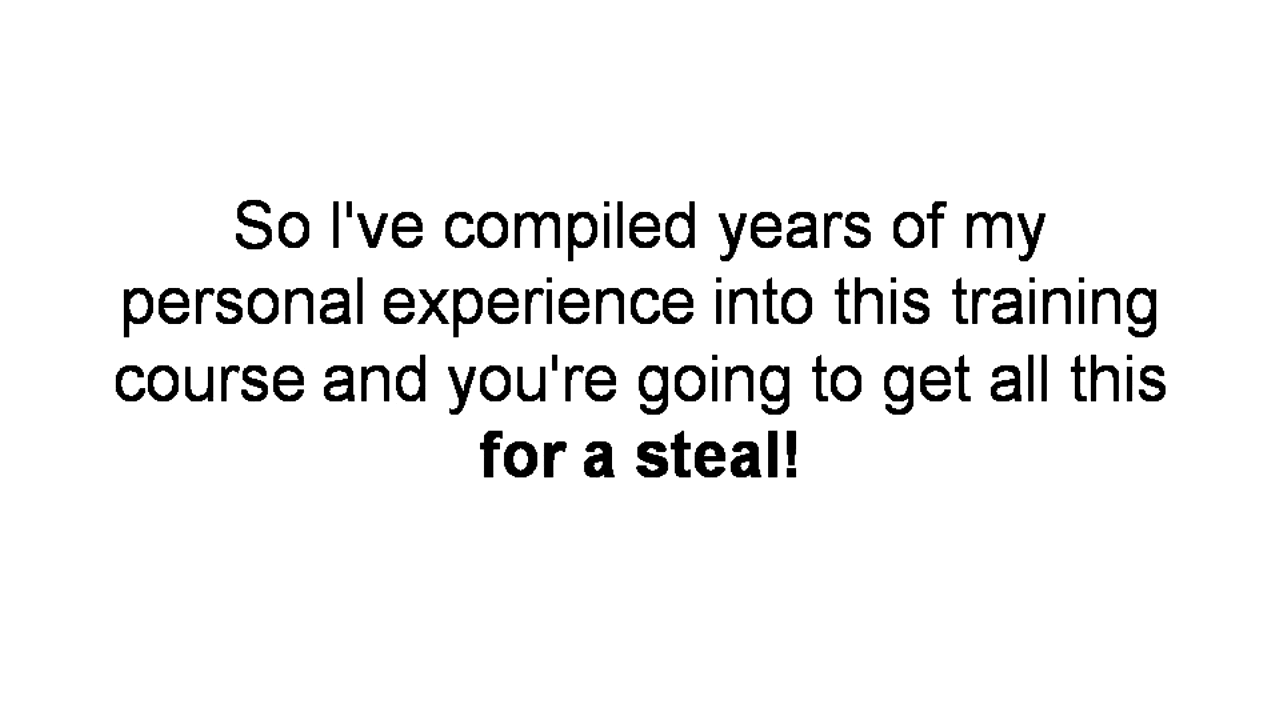 So I've compiled years of my
personal experience into this training
course and you're going to get all this
for a steal!